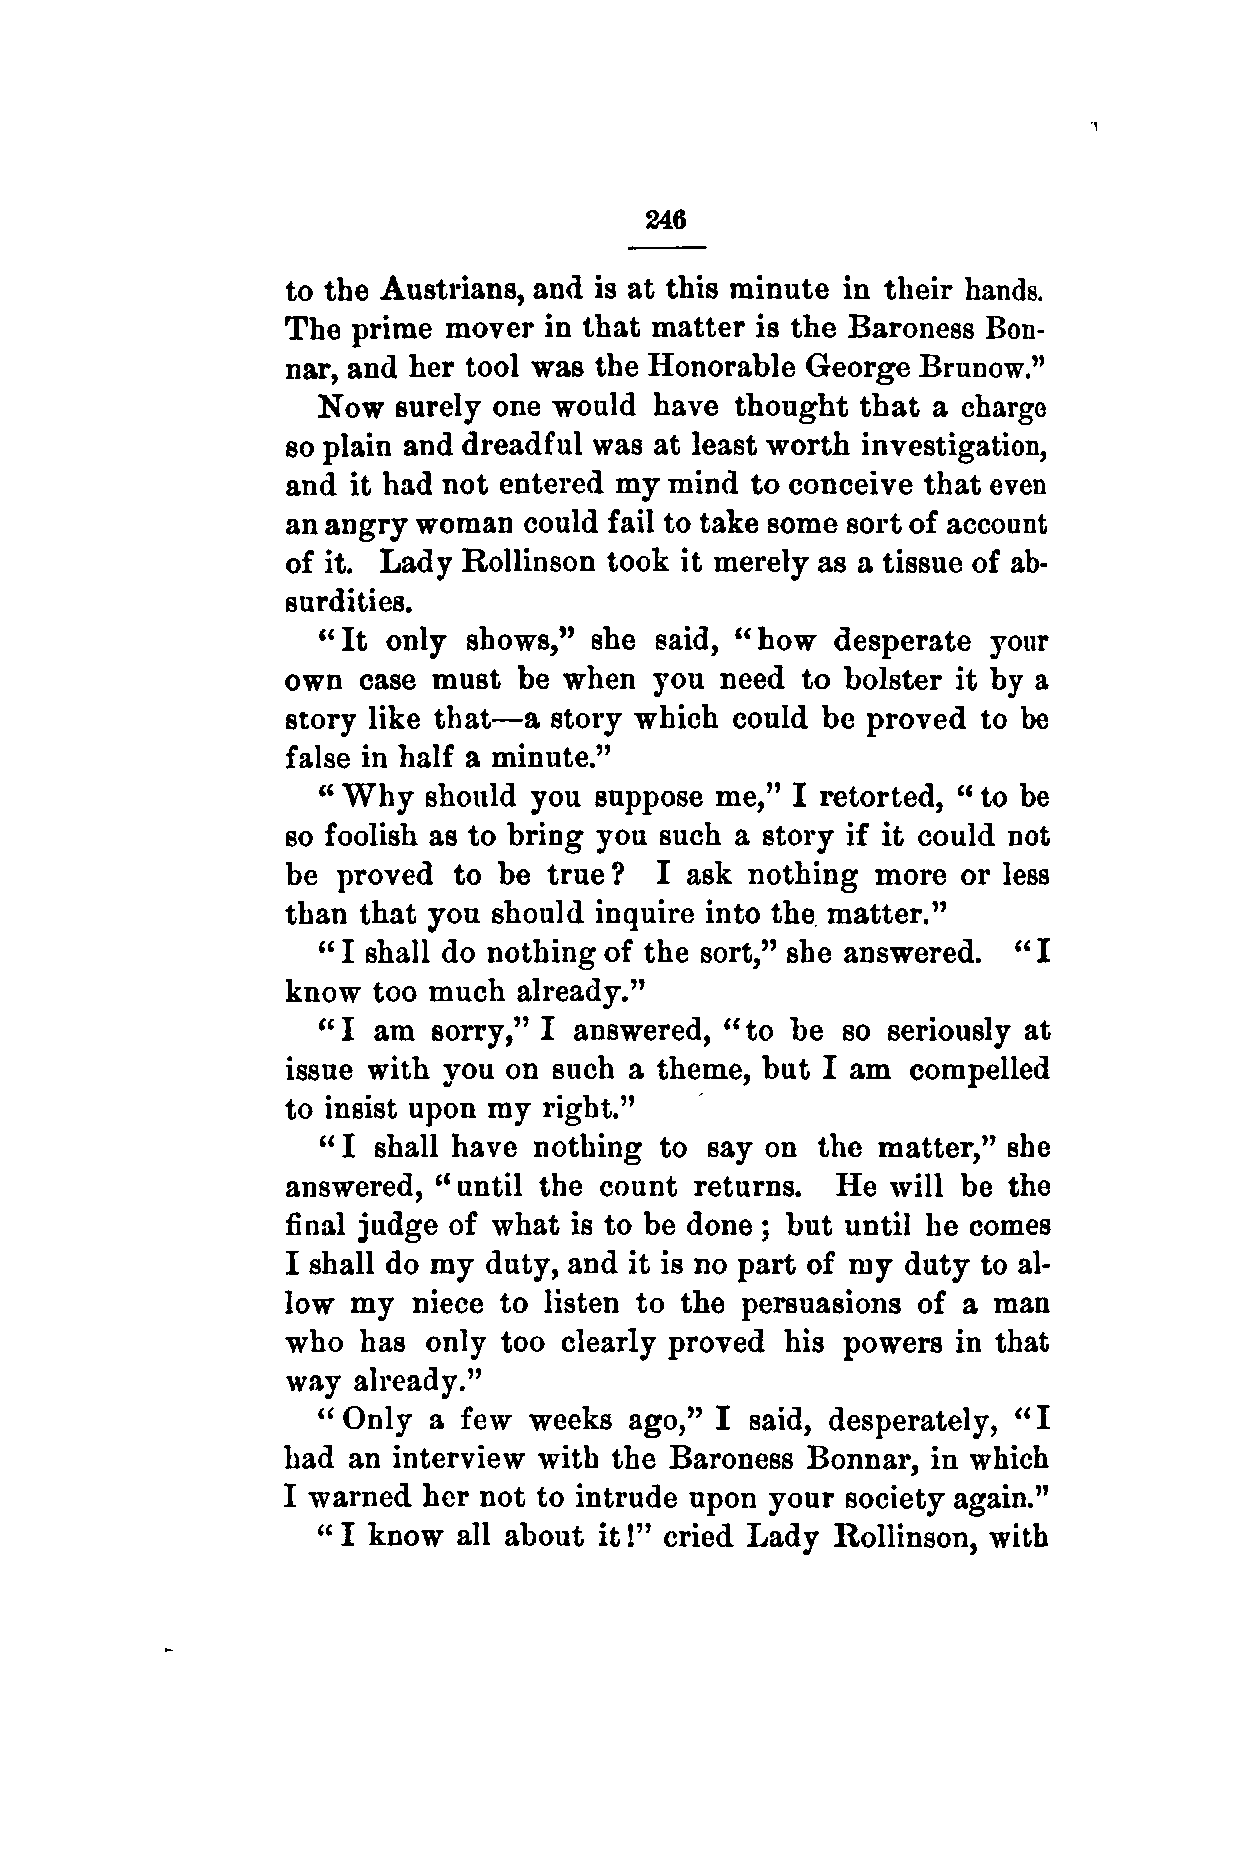 246
to the Austrians, and is at this minute in their hands.
The prime mover in that matter is the Baroness Bon-
nar, and her tool was the Honorable George Brunow.”
Now surely one would have thought that a charge
so plain and dreadful was at least worth investigation,
and it had not entered my mind to conceive that even
an angry woman could fail to take some sort of account
of it. Lady Rollinson took it merely as a tissue of ab-
surdities.
“It only shows,” she said, “how desperate your
own case must be when you need to bolster it by a
story like that—a story which could be proved to be
false in half a minute.”
“Why should you suppose me,” I retorted, “to be
so foolish as to bring you such a story if it could not
be proved to be true? I ask nothing more or less
than that you should inquire into the matter.”
“I shall do nothing of the sort,” she answered. “I
know too much already.”
“I am sorry,” I answered, “to be so seriously at
issue with you on such a theme, but I am compelled
to insist upon my right.”
“I shall have nothing to say on the matter,” she
answered, “until the count returns. He will be the
final judge of what is to be done; but until he comes
I shall do my duty, and it is no part of my duty to al-
low my niece to listen to the persuasions of a man
who has only too clearly proved his powers in that
way already.”
“Only a few weeks ago,” I said, desperately, “I
had an interview with the Baroness Bonnar, in which
I warned her not to intrude upon your society again.”
“I know all about it!” cried Lady Rollinson, with